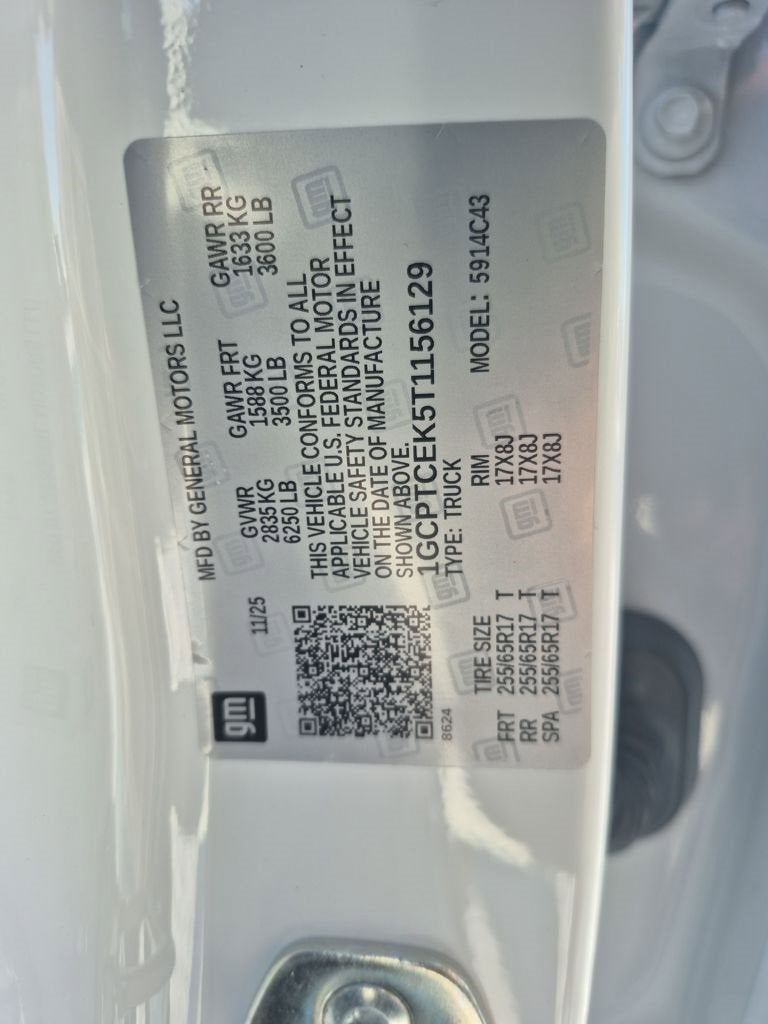 gm
MFD BY GENERAL MOTORS LLC
11/25
GVWR GAWR FRT GAWR RR
2835 KG 1588 KG 1633 KG
6250 LB 3500 LB 3600 LB
THIS VEHICLE CONFORMS TO ALL
APPLICABLE U.S. FEDERAL MOTOR
VEHICLE SAFETY STANDARDS IN EFFECT
ON THE DATE OF MANUFACTURE
SHOWN ABOVE.
1GCPTCEK5T1156129
TYPE: TRUCK MODEL: 5914C43
8624
TIRE SIZE RIM
FRT 255/65R17 T 17X8J
RR 255/65R17 T 17X8J
SPA 255/65R17 T 17X8J